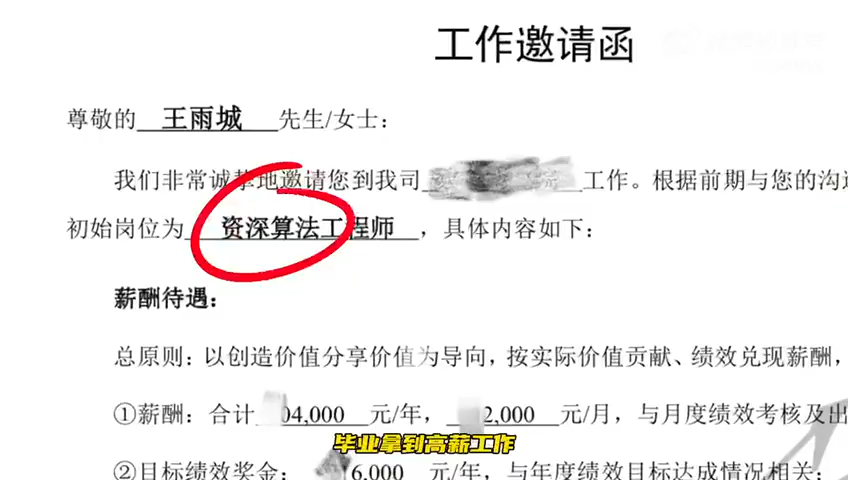 工作邀请函
尊敬的 王雨城 先生/女士：
我们非常诚挚地邀请您到我司 工作。根据前期与您的沟通
初始岗位为 资深算法工程师 ，具体内容如下：
薪酬待遇：
总原则：以创造价值分享价值为导向，按实际价值贡献、绩效兑现薪酬，
①薪酬：合计 04,000 元/年， 2,000 元/月，与月度绩效考核及出
毕业拿到高薪工作
②目标绩效奖金： 6,000 元/年，与年度绩效目标达成情况相关；